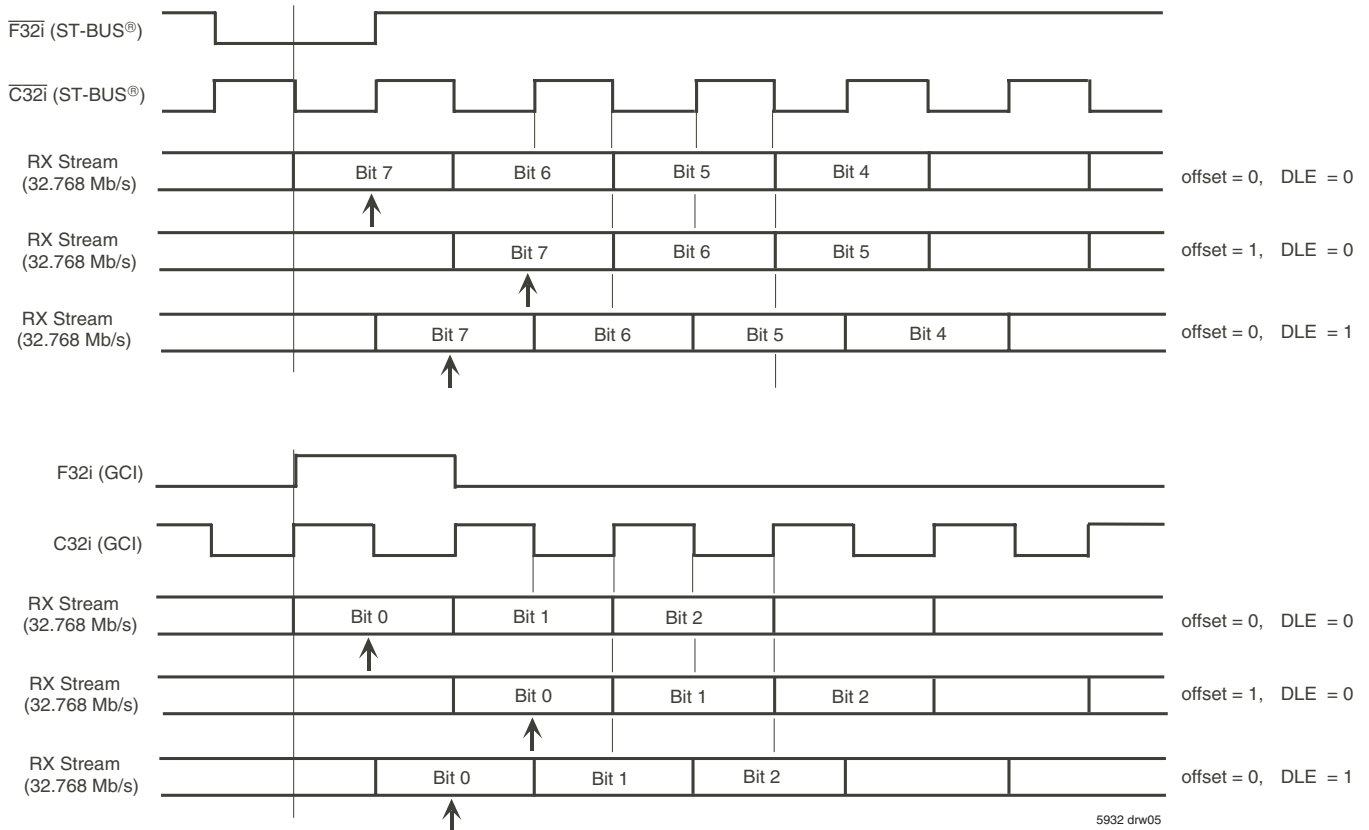 F32i (ST-BUS®)
C32i (ST-BUS®)
RX Stream
(32.768 Mb/s)
Bit 7 Bit 6 Bit 5 Bit 4
offset = 0, DLE = 0
RX Stream
(32.768 Mb/s)
Bit 7 Bit 6 Bit 5
offset = 1, DLE = 0
RX Stream
(32.768 Mb/s)
Bit 7 Bit 6 Bit 5 Bit 4
offset = 0, DLE = 1
F32i (GCI)
C32i (GCI)
RX Stream
(32.768 Mb/s)
Bit 0 Bit 1 Bit 2
offset = 0, DLE = 0
RX Stream
(32.768 Mb/s)
Bit 0 Bit 1 Bit 2
offset = 1, DLE = 0
RX Stream
(32.768 Mb/s)
Bit 0 Bit 1 Bit 2
offset = 0, DLE = 1
5932 drw05